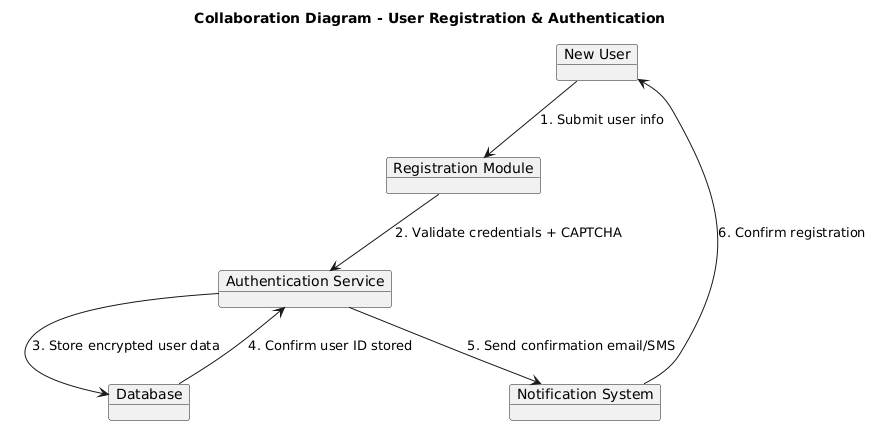 Collaboration Diagram - User Registration & Authentication
New User
1. Submit user info
Registration Module
2. Validate credentials + CAPTCHA
6. Confirm registration
Authentication Service
3. Store encrypted user data
4. Confirm user ID stored
5. Send confirmation email/SMS
Database
Notification System